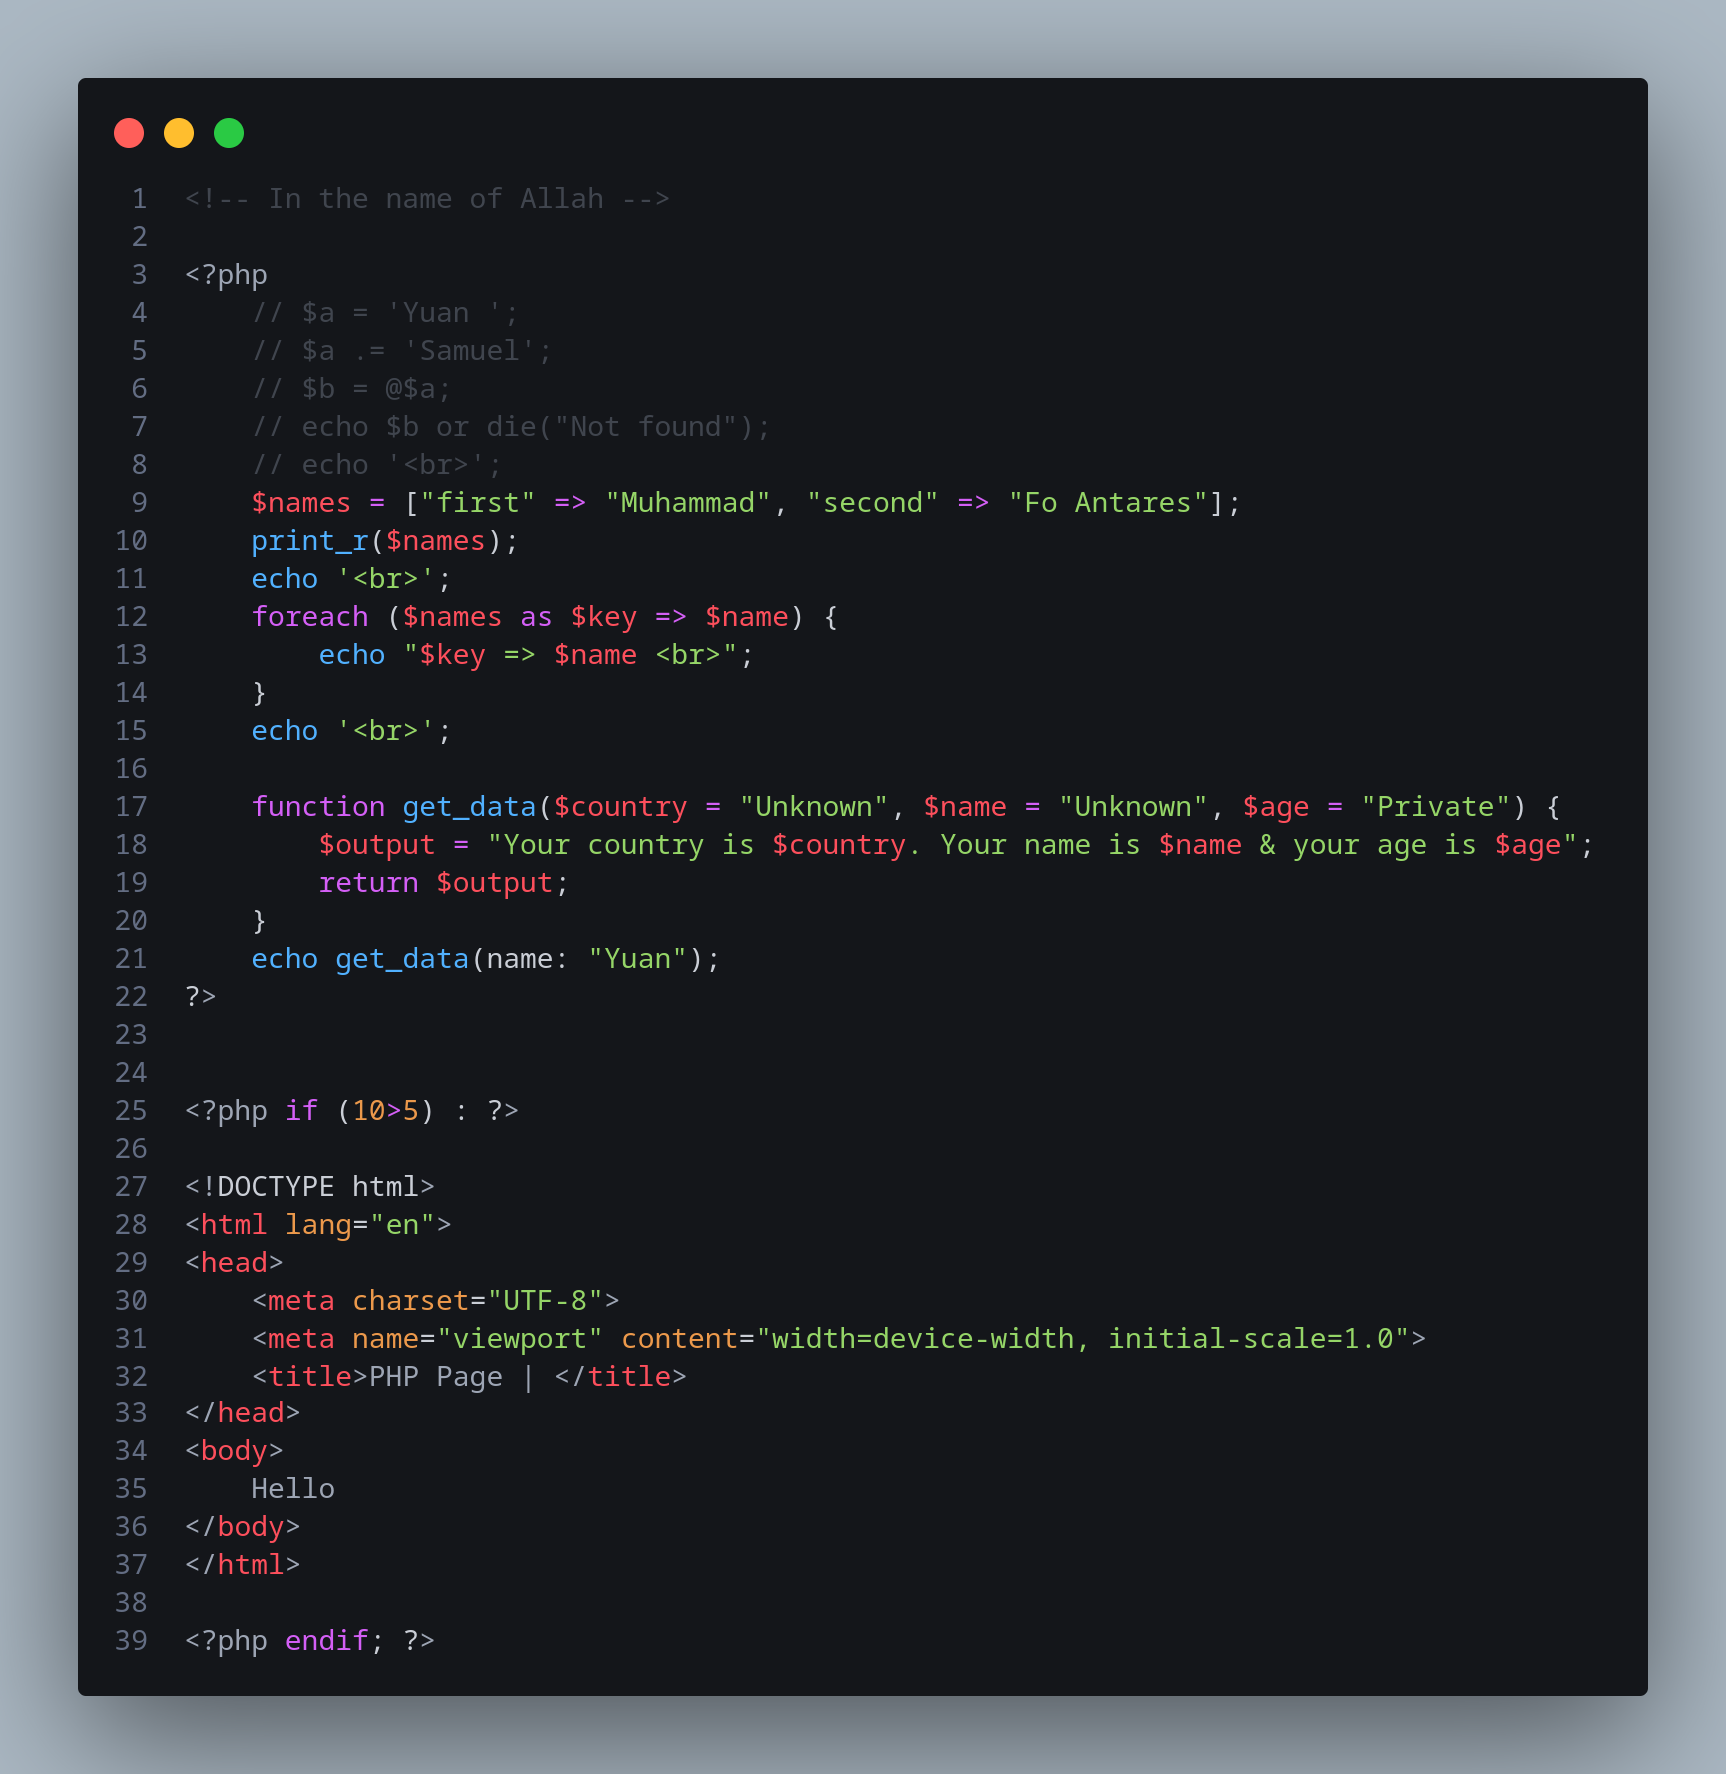 1 <!-- In the name of Allah -->
2
3 <?php
4     // $a = 'Yuan ';
5     // $a .= 'Samuel';
6     // $b = @$a;
7     // echo $b or die("Not found");
8     // echo '<br>';
9     $names = ["first" => "Muhammad", "second" => "Fo Antares"];
10     print_r($names);
11     echo '<br>';
12     foreach ($names as $key => $name) {
13         echo "$key => $name <br>";
14     }
15     echo '<br>';
16
17     function get_data($country = "Unknown", $name = "Unknown", $age = "Private") {
18         $output = "Your country is $country. Your name is $name & your age is $age";
19         return $output;
20     }
21     echo get_data(name: "Yuan");
22 ?>
23
24
25 <?php if (10>5) : ?>
26
27 <!DOCTYPE html>
28 <html lang="en">
29 <head>
30     <meta charset="UTF-8">
31     <meta name="viewport" content="width=device-width, initial-scale=1.0">
32     <title>PHP Page | </title>
33 </head>
34 <body>
35     Hello
36 </body>
37 </html>
38
39 <?php endif; ?>